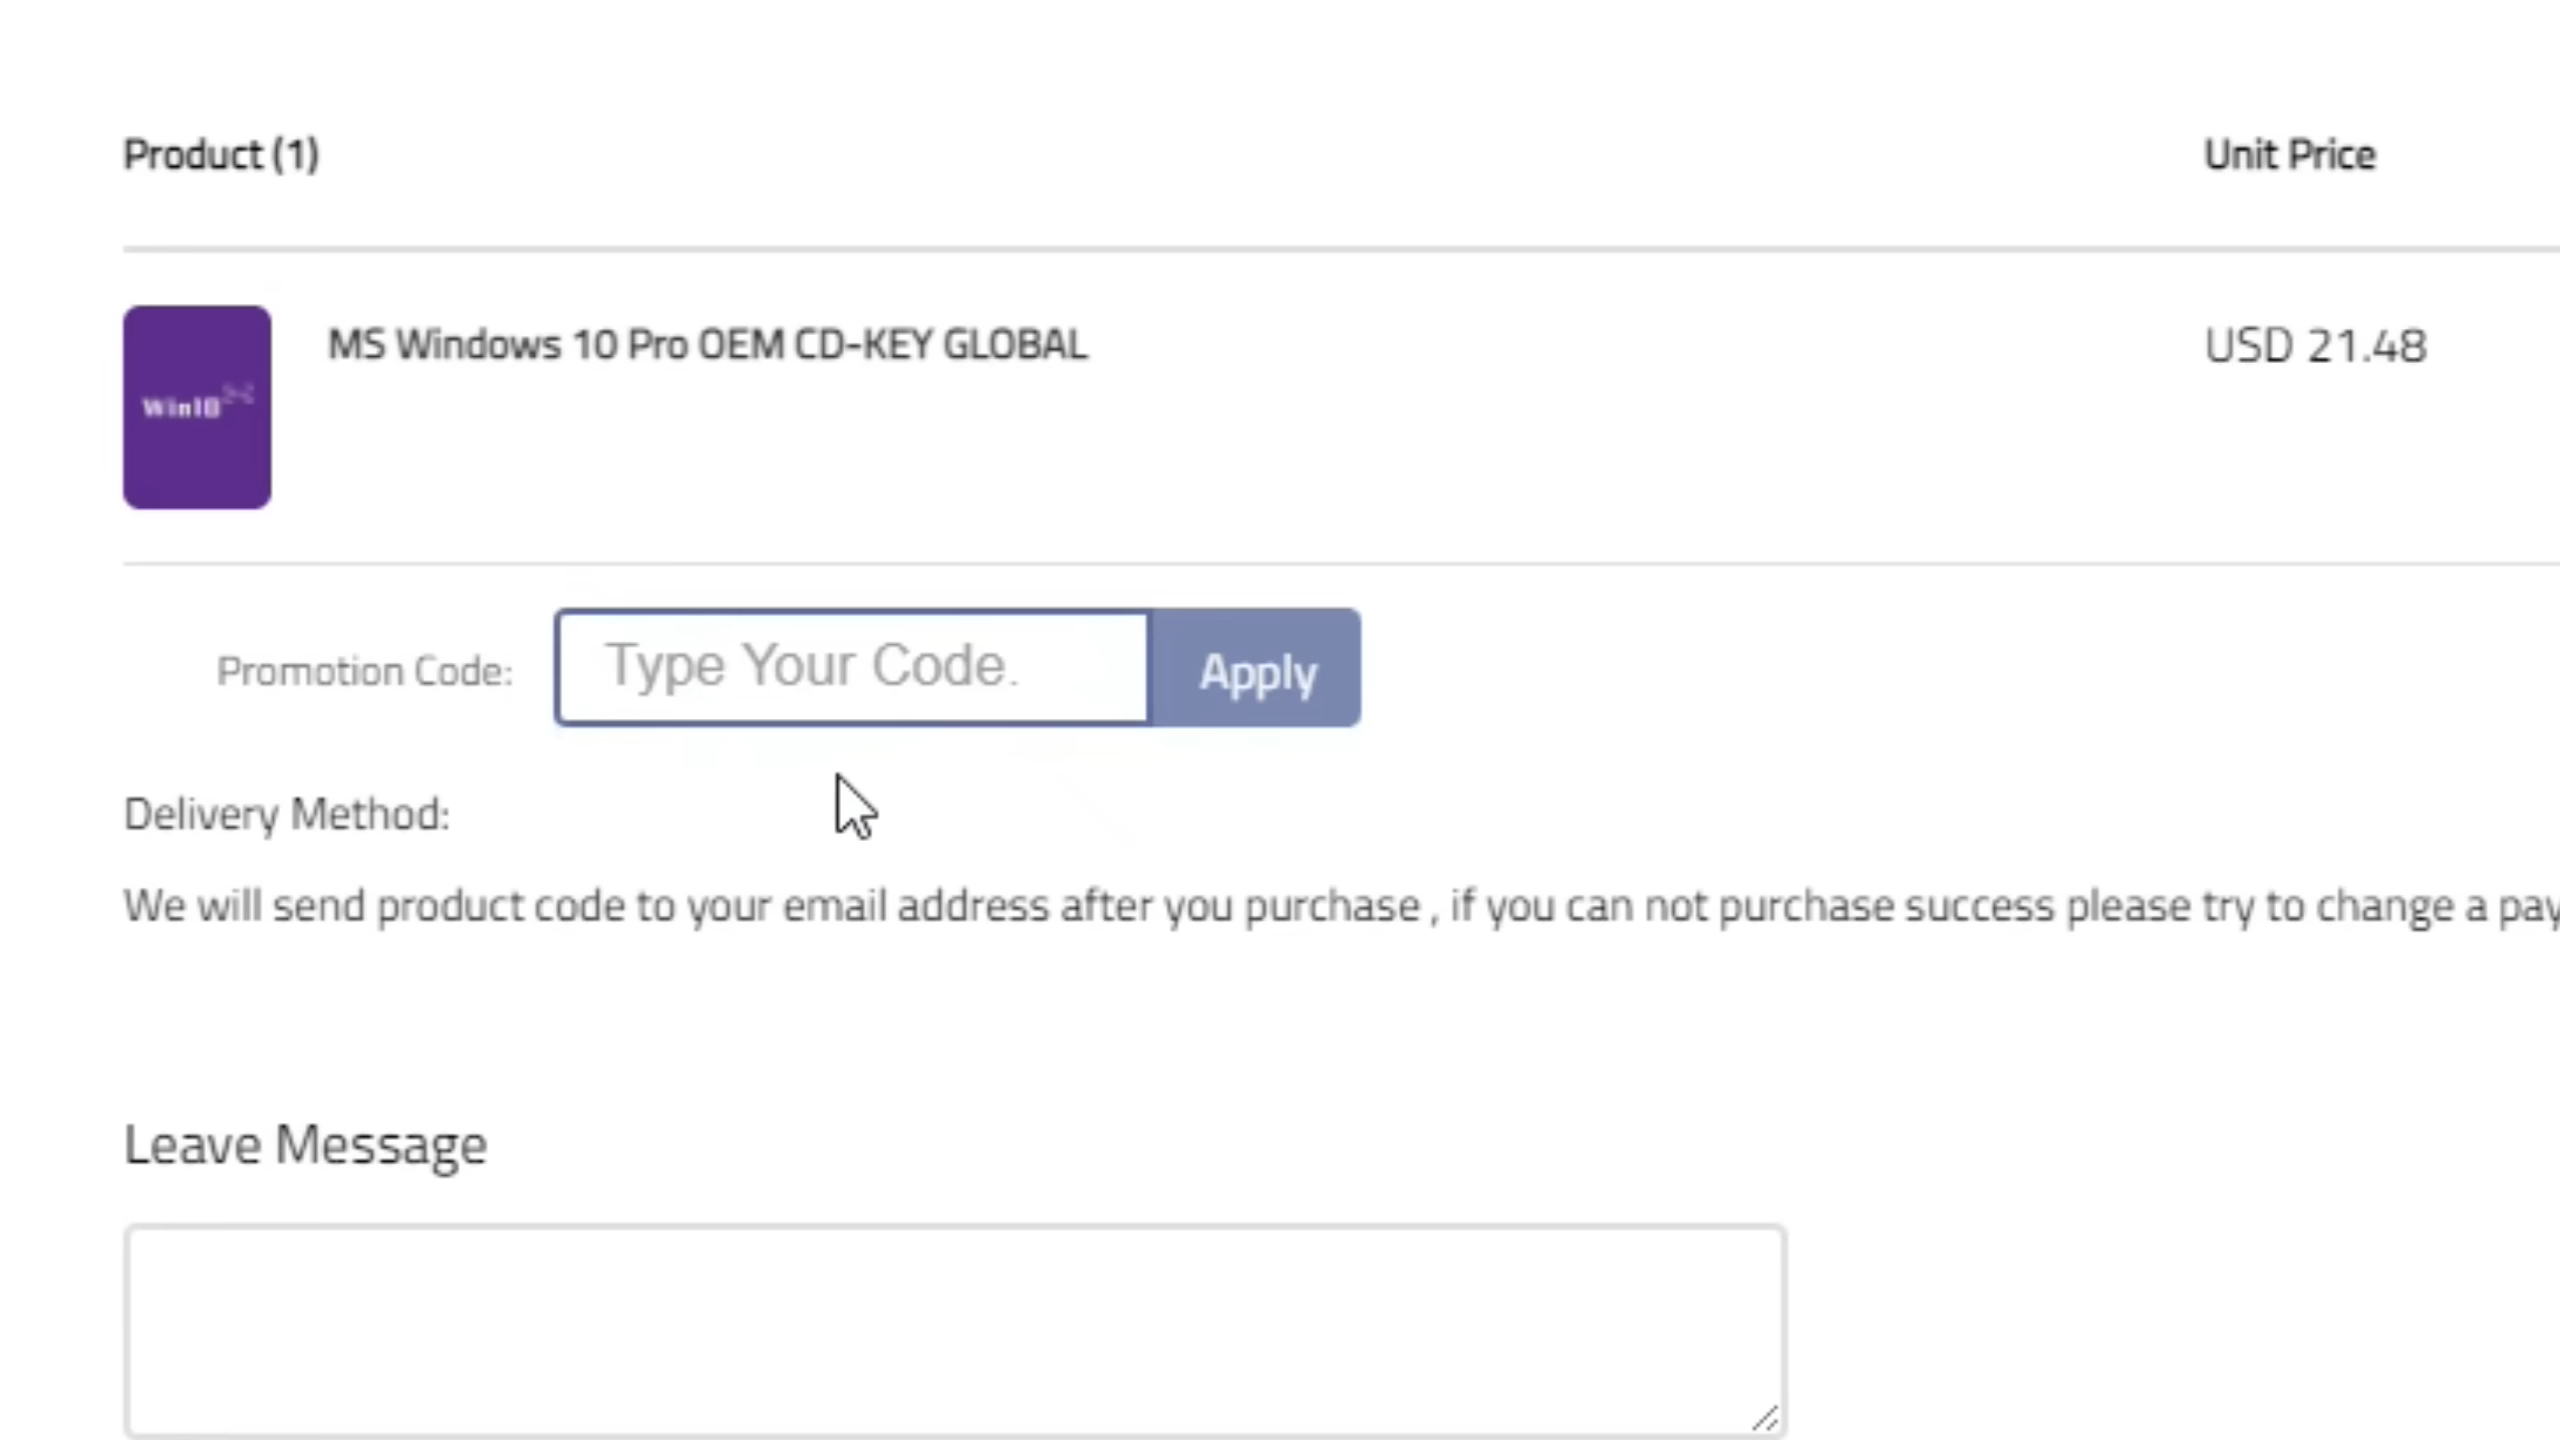 Product (1)
Unit Price
MS Windows 10 Pro OEM CD-KEY GLOBAL
USD 21.48
Win10
Promotion Code:
Type Your Code.
Apply
Delivery Method:
We will send product code to your email address after you purchase , if you can not purchase success please try to change a pay
Leave Message